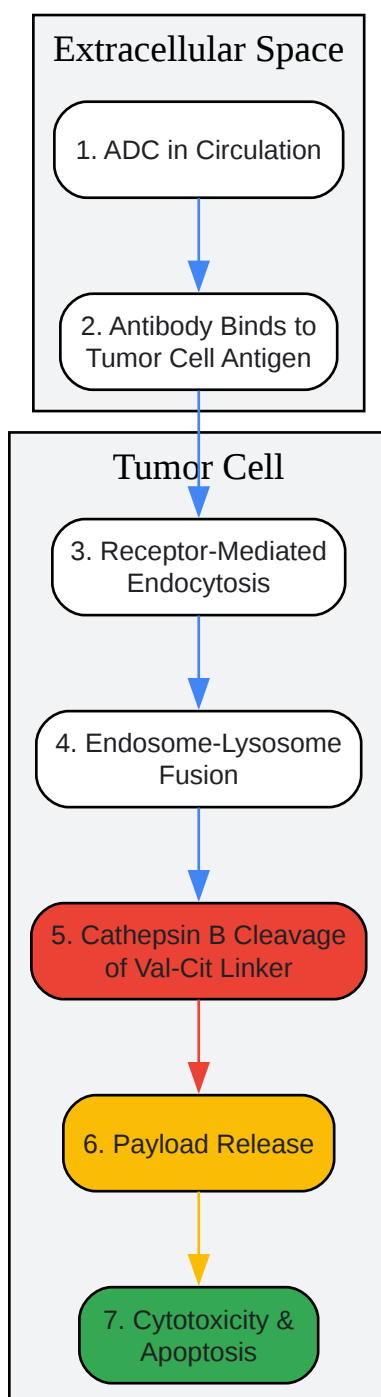 Extracellular Space
1. ADC in Circulation
2. Antibody Binds to
Tumor Cell Antigen
Tumor Cell
3. Receptor-Mediated
Endocytosis
4. Endosome-Lysosome
Fusion
5. Cathepsin B Cleavage
of Val-Cit Linker
6. Payload Release
7. Cytotoxicity &
Apoptosis